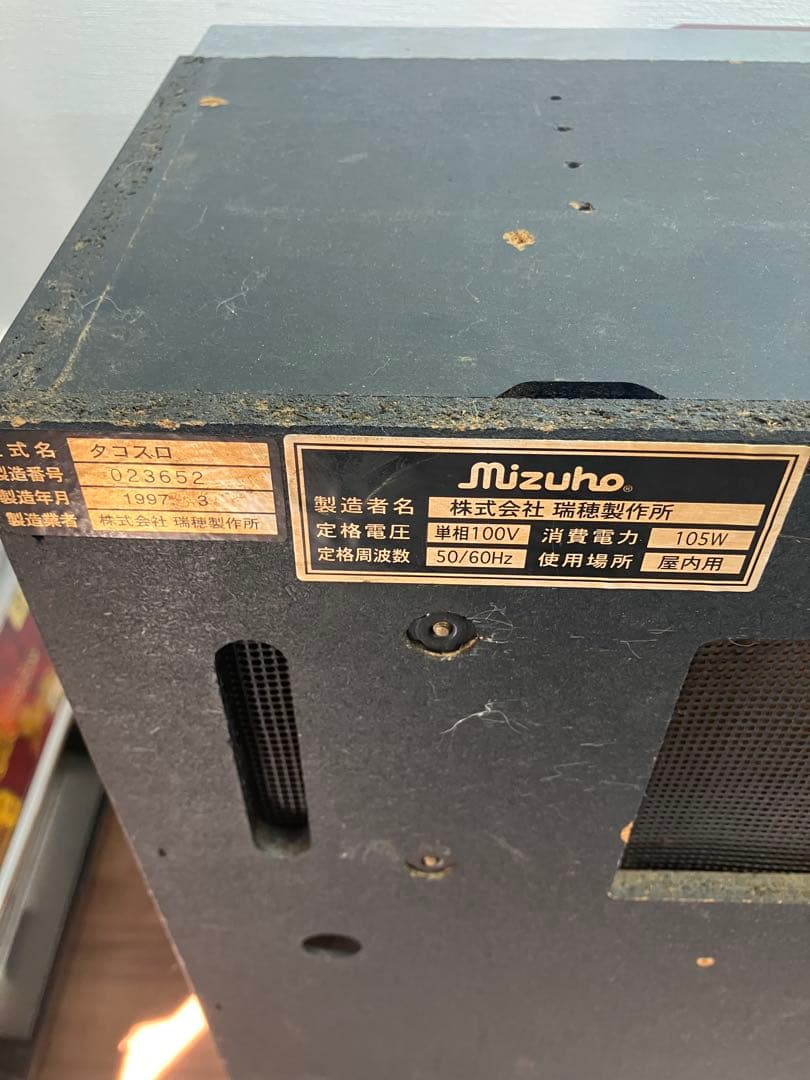 式名 タコスロ
製造番号 023652
製造年月 1997 3
製造業者 株式会社 瑞穂製作所
mizuho®
製造者名 株式会社 瑞穂製作所
定格電圧 単相100V 消費電力 105W
定格周波数 50/60Hz 使用場所 屋内用